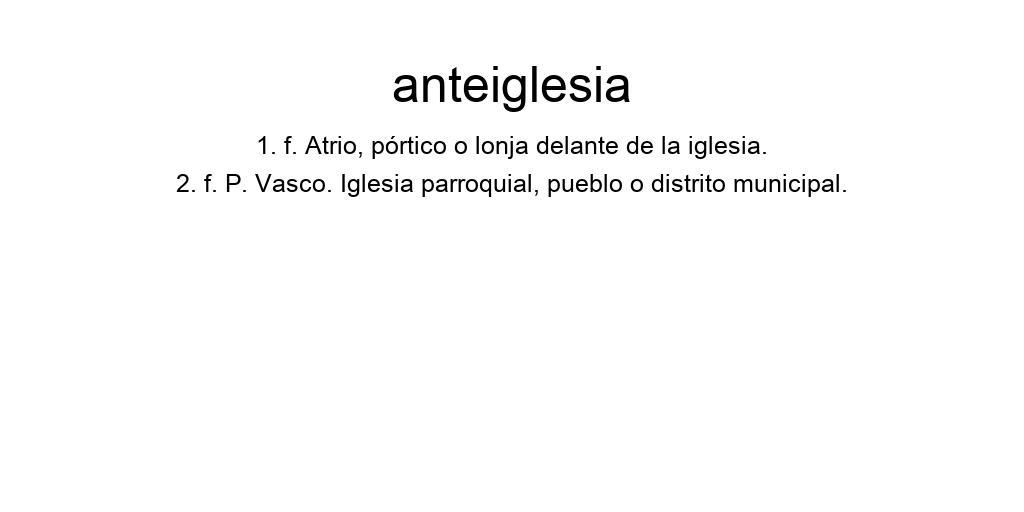 anteiglesia
1. f. Atrio, pórtico o lonja delante de la iglesia.
2. f. P. Vasco. Iglesia parroquial, pueblo o distrito municipal.